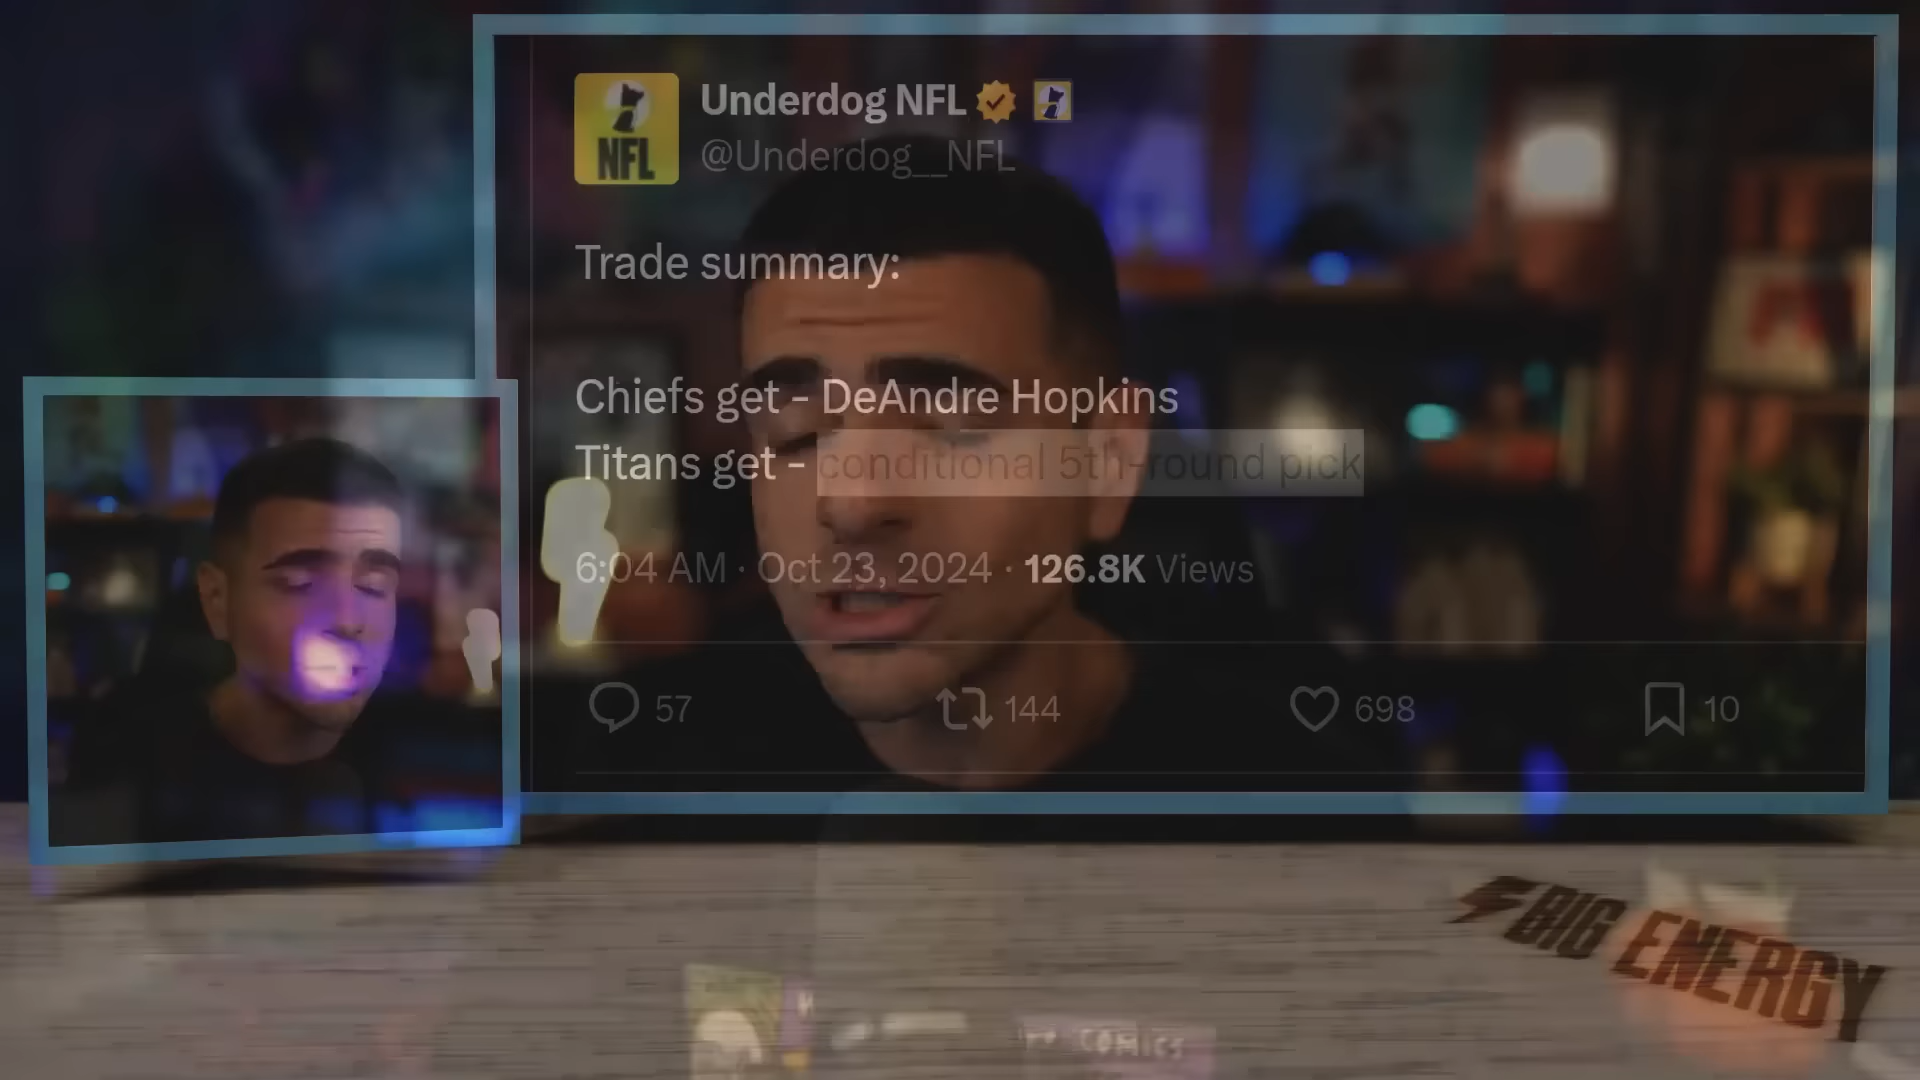 Underdog NFL
@Underdog__NFL
NFL
Trade summary:
Chiefs get - DeAndre Hopkins
Titans get - conditional 5th-round pick
6:04 AM · Oct 23, 2024 · 126.8K Views
57 144 698 10
BIG ENERGY
COMICS